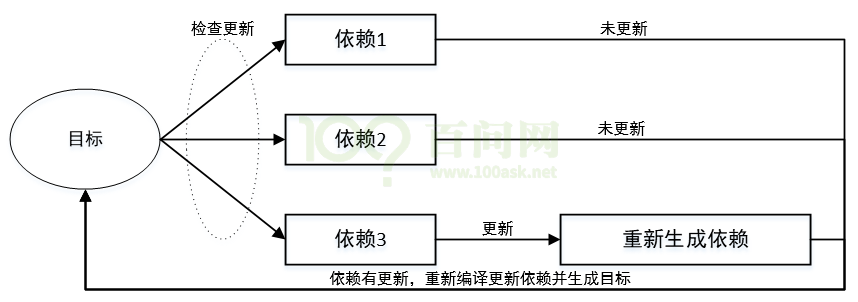 检查更新
依赖1
未更新
目标
依赖2
未更新
百问网
www.100ask.net
依赖3
更新
重新生成依赖
依赖有更新，重新编译更新依赖并生成目标